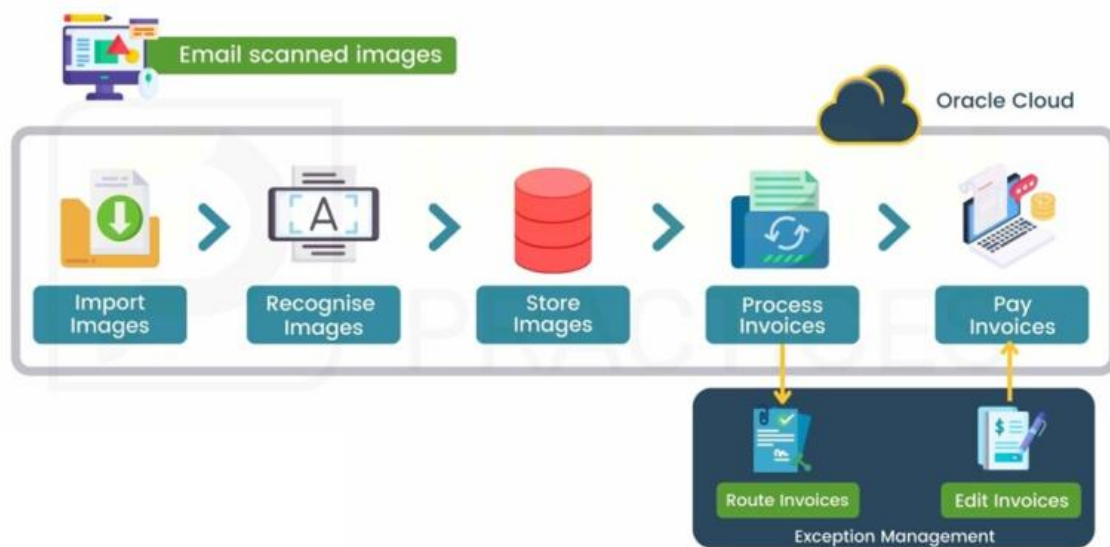 Email scanned images
Oracle Cloud
A
Import
Images
Recognise
Images
Store
Images
Process
Invoices
Pay
Invoices
PRACTICES
$
Route Invoices
Edit Invoices
Exception Management